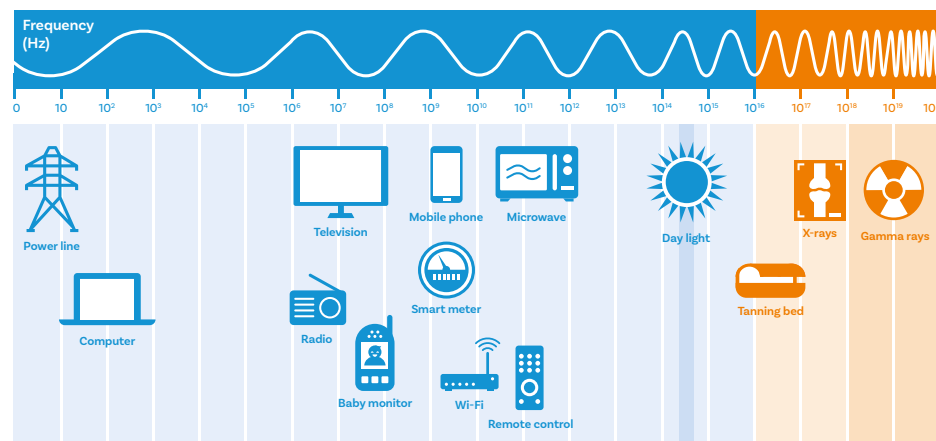 Frequency
(Hz)
0 10 10² 10³ 10⁴ 10⁵ 10⁶ 10⁷ 10⁸ 10⁹ 10¹⁰ 10¹¹ 10¹² 10¹³ 10¹⁴ 10¹⁵ 10¹⁶ 10¹⁷ 10¹⁸ 10¹⁹ 10
Power line
Television
Mobile phone
Microwave
Day light
X-rays
Gamma rays
Computer
Radio
Smart meter
Tanning bed
Baby monitor
Wi-Fi
Remote control